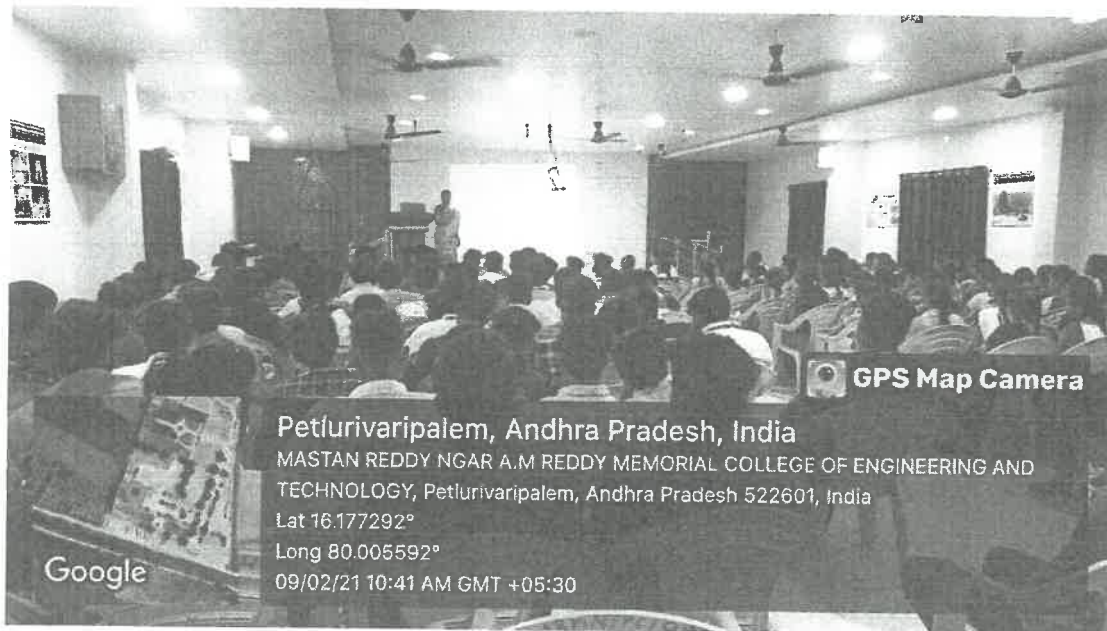 GPS Map Camera
Petlurivaripalem, Andhra Pradesh, India
MASTAN REDDY NGAR A.M REDDY MEMORIAL COLLEGE OF ENGINEERING AND
TECHNOLOGY, Petlurivaripalem, Andhra Pradesh 522601, India
Lat 16.177292°
Long 80.005592°
09/02/21 10:41 AM GMT +05:30
Google